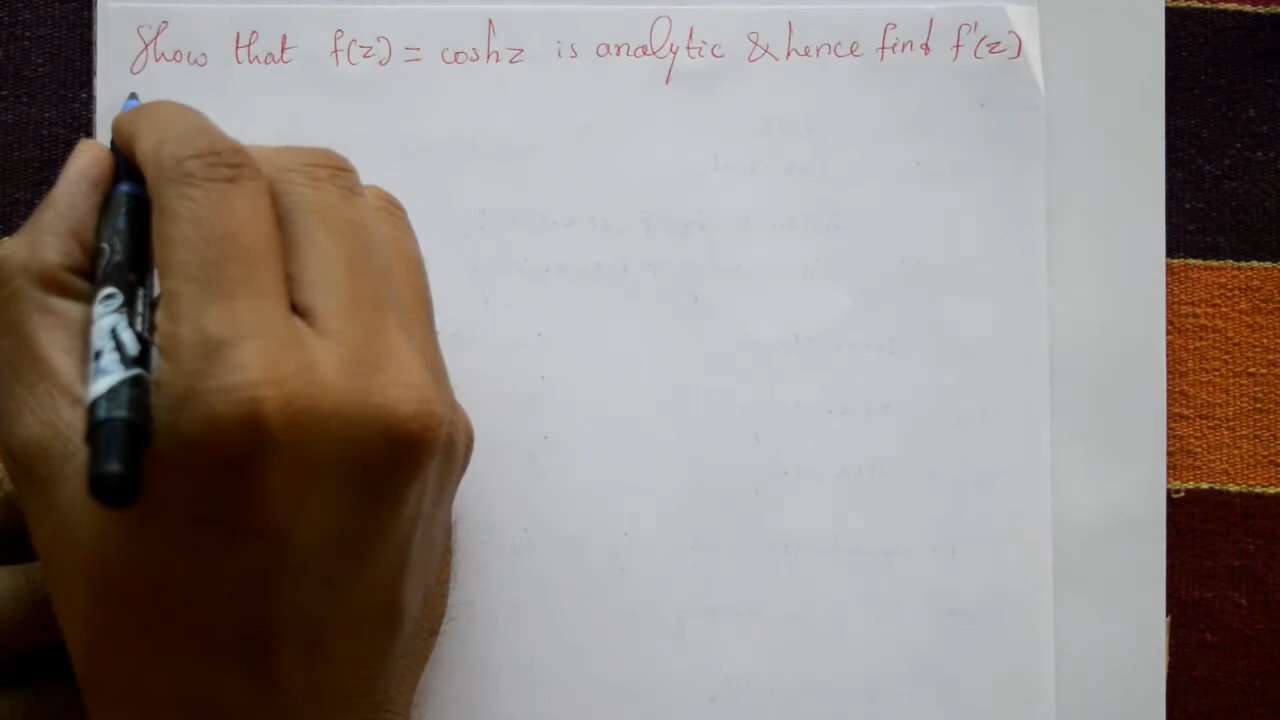 Show that f(z) = coshz is analytic & hence find f'(z)